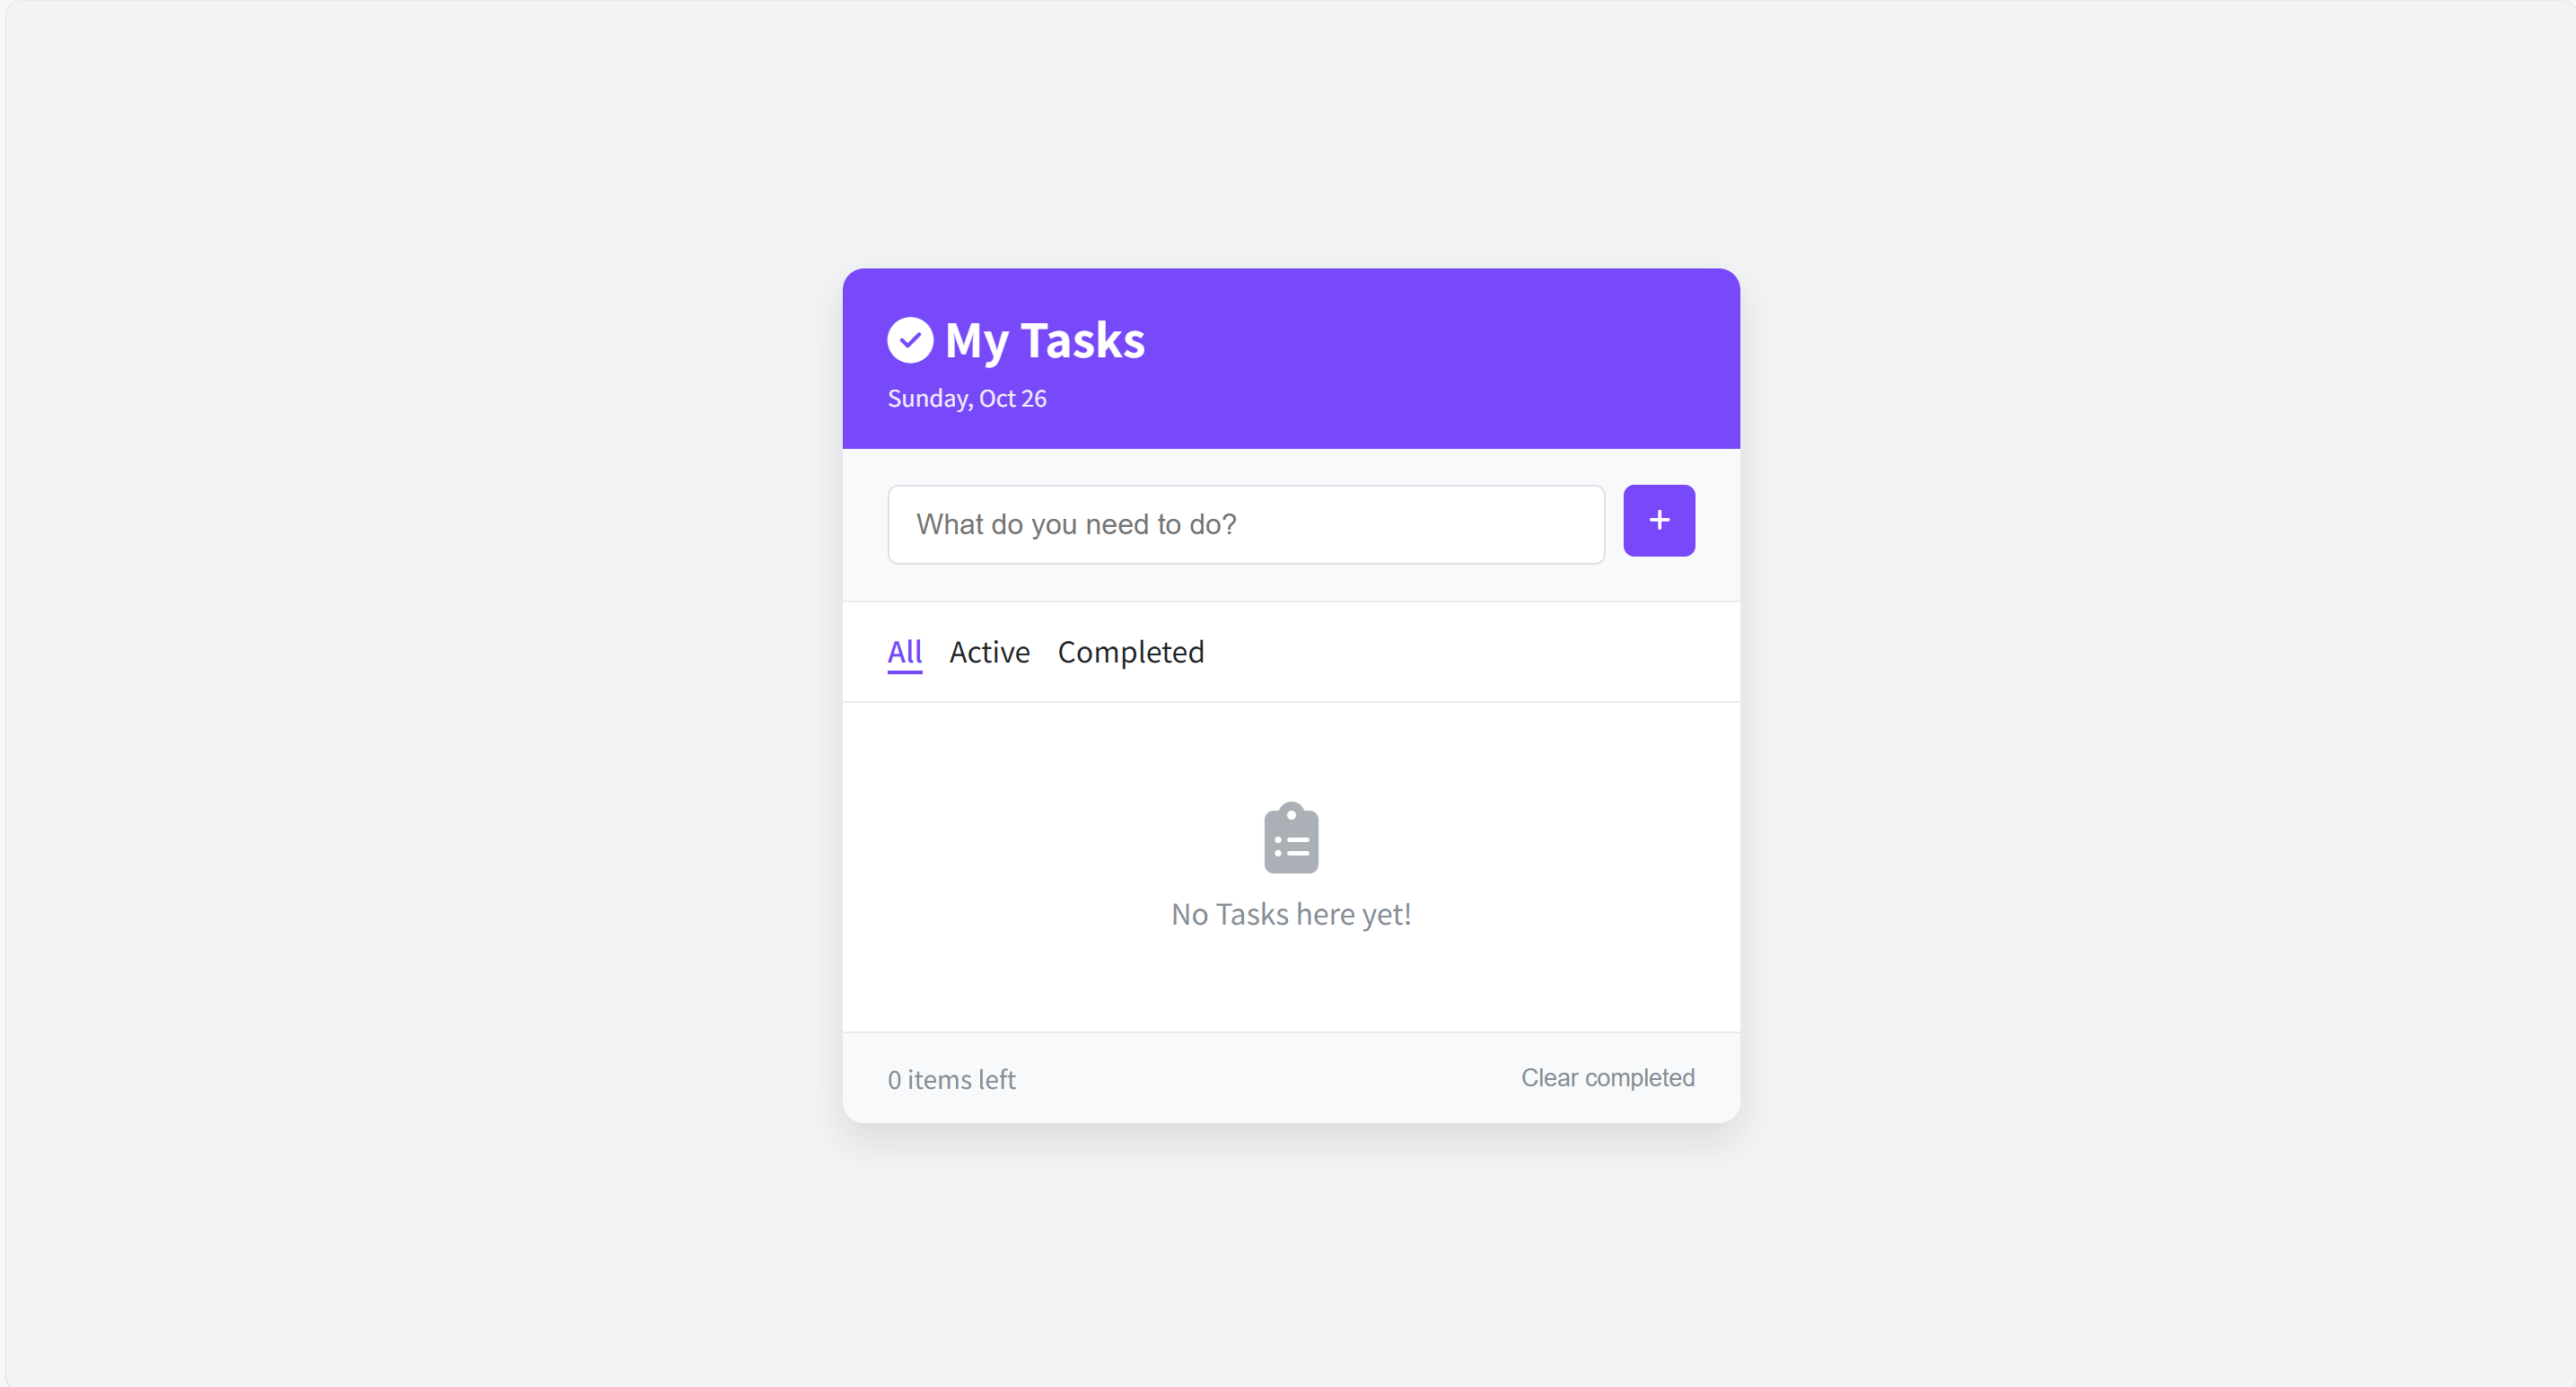 My Tasks
Sunday, Oct 26
What do you need to do?
+
All Active Completed
No Tasks here yet!
0 items left Clear completed